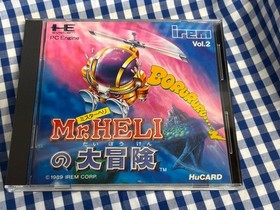 PC Engine
irem
Vol.2
ミスターヘリ
Mr.HELI
だいぼうけん
の大冒険
TM
©1989 IREM CORP.
HuCARD